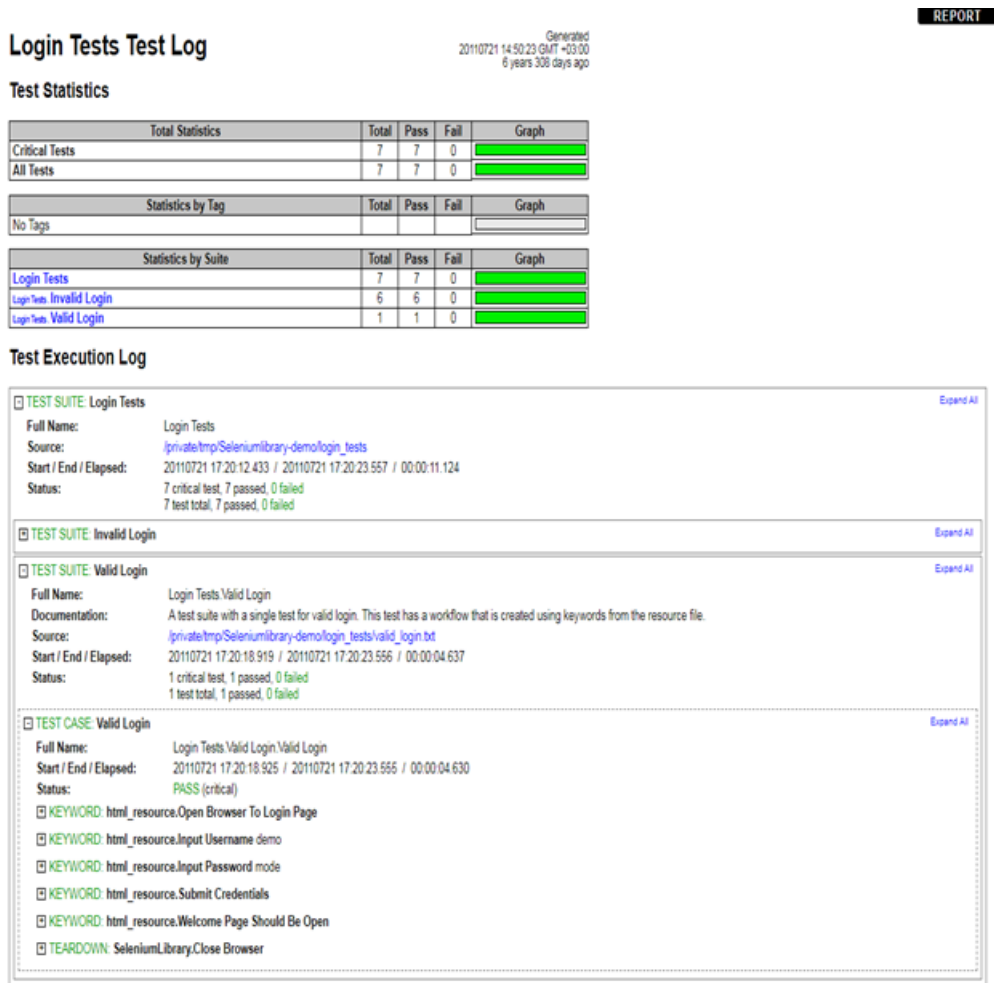 REPORT
Login Tests Test Log
Generated
20110721 14:50:23 GMT +03:00
6 years 308 days ago
Test Statistics
Total Statistics Total Pass Fail Graph
Critical Tests 7 7 0
All Tests 7 7 0
Statistics by Tag Total Pass Fail Graph
No Tags
Statistics by Suite Total Pass Fail Graph
Login Tests 7 7 0
Login Tests. Invalid Login 6 6 0
Login Tests. Valid Login 1 1 0
Test Execution Log
TEST SUITE: Login Tests Expand All
Full Name: Login Tests
Source: /private/tmp/Seleniumlibrary-demo/login_tests
Start / End / Elapsed: 20110721 17:20:12.433 / 20110721 17:20:23.557 / 00:00:11.124
Status: 7 critical test, 7 passed, 0 failed
7 test total, 7 passed, 0 failed
TEST SUITE: Invalid Login Expand All
TEST SUITE: Valid Login Expand All
Full Name: Login Tests.Valid Login
Documentation: A test suite with a single test for valid login. This test has a workflow that is created using keywords from the resource file.
Source: /private/tmp/Seleniumlibrary-demo/login_tests/valid_login.txt
Start / End / Elapsed: 20110721 17:20:18.919 / 20110721 17:20:23.556 / 00:00:04.637
Status: 1 critical test, 1 passed, 0 failed
1 test total, 1 passed, 0 failed
TEST CASE: Valid Login Expand All
Full Name: Login Tests.Valid Login.Valid Login
Start / End / Elapsed: 20110721 17:20:18.925 / 20110721 17:20:23.555 / 00:00:04.630
Status: PASS (critical)
KEYWORD: html_resource.Open Browser To Login Page
KEYWORD: html_resource.Input Username demo
KEYWORD: html_resource.Input Password mode
KEYWORD: html_resource.Submit Credentials
KEYWORD: html_resource.Welcome Page Should Be Open
TEARDOWN: SeleniumLibrary.Close Browser